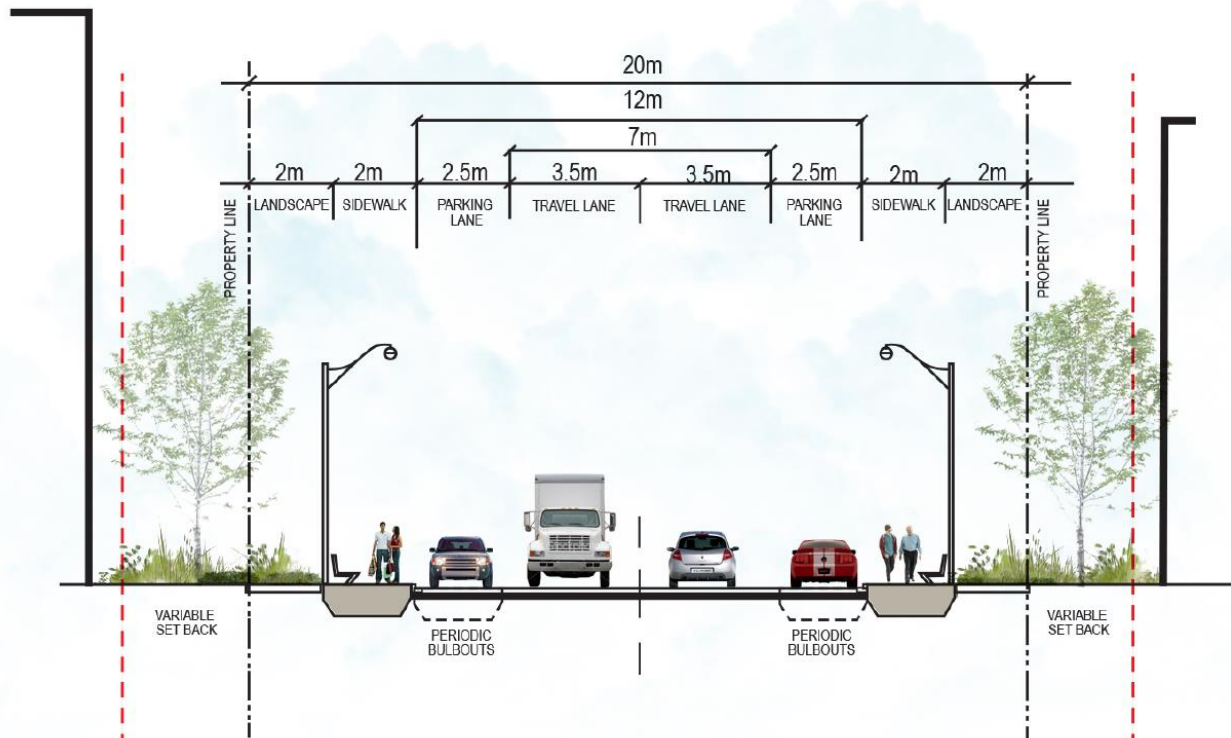 20m
12m
7m
2m 2m 2.5m 3.5m 3.5m 2.5m 2m 2m
LANDSCAPE SIDEWALK PARKING LANE TRAVEL LANE TRAVEL LANE PARKING LANE SIDEWALK LANDSCAPE
PROPERTY LINE
PROPERTY LINE
VARIABLE
SET BACK
PERIODIC
BULBOUTS
PERIODIC
BULBOUTS
VARIABLE
SET BACK